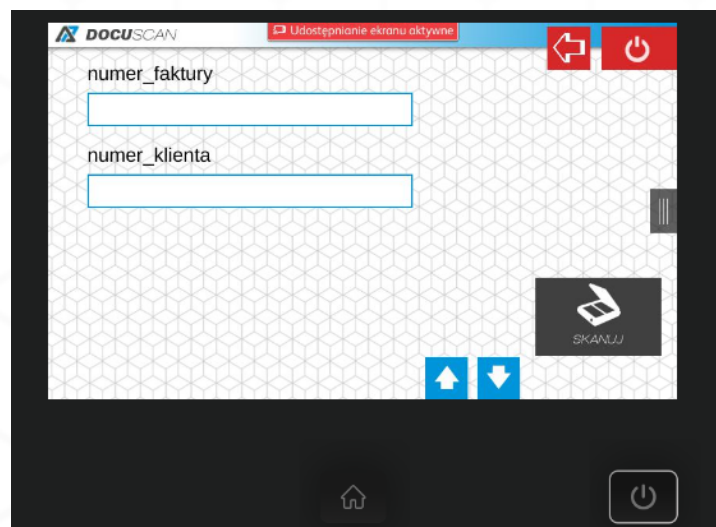 DOCUSCAN
Udostępnianie ekranu aktywne
numer_faktury
numer_klienta
SKANUJ